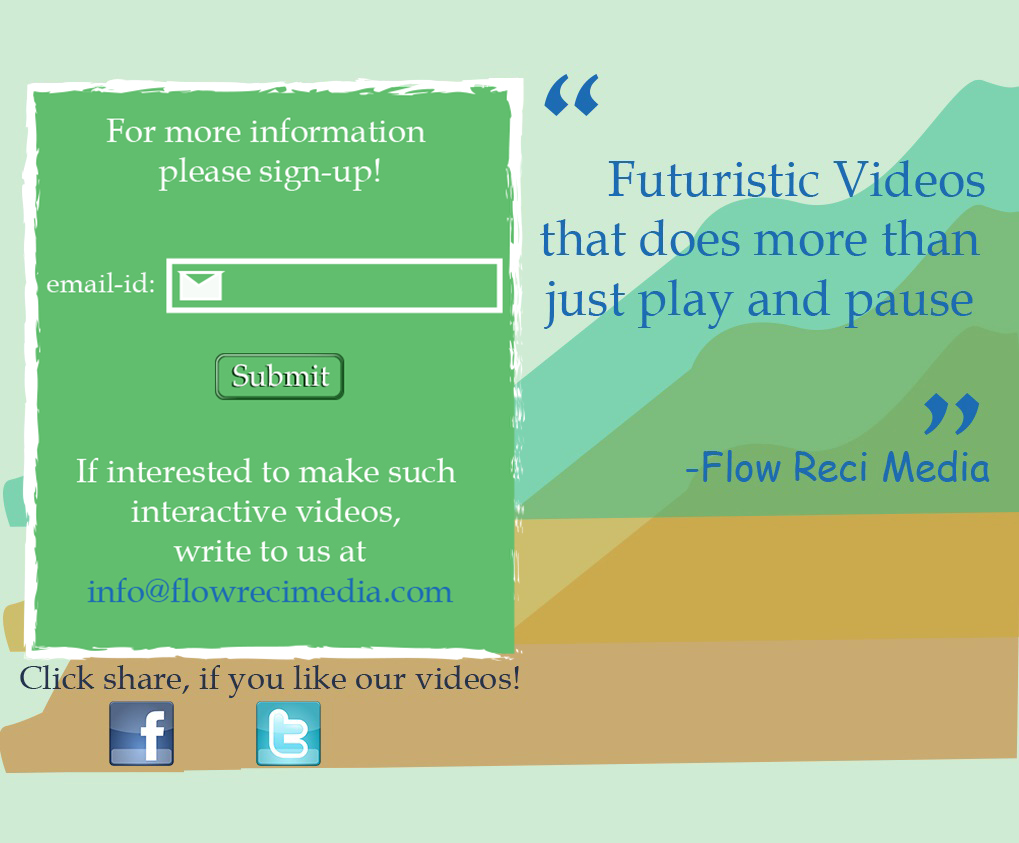 For more information
please sign-up!
email-id:
Submit
If interested to make such
interactive videos,
write to us at
info@flowrecimedia.com
Click share, if you like our videos!
f
t
“
Futuristic Videos
that does more than
just play and pause
”
-Flow Reci Media